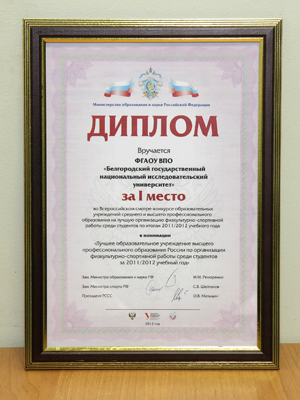 Министерство образования и науки Российской Федерации
ДИПЛОМ
Вручается
ФГАОУ ВПО
«Белгородский государственный
национальный исследовательский
университет»
за I место
во Всероссийском смотре-конкурсе образовательных
учреждений среднего и высшего профессионального
образования на лучшую организацию физкультурно-спортивной
работы среди студентов по итогам 2011/2012 учебного года
в номинации
«Лучшее образовательное учреждение высшего
профессионального образования России по организации
физкультурно-спортивной работы среди студентов
за 2011/2012 учебный год»
Зам. Министра образования и науки РФ
Зам. Министра спорта РФ С.В. Шелпаков
Президент РССС О.В. Матыцин
2012 год